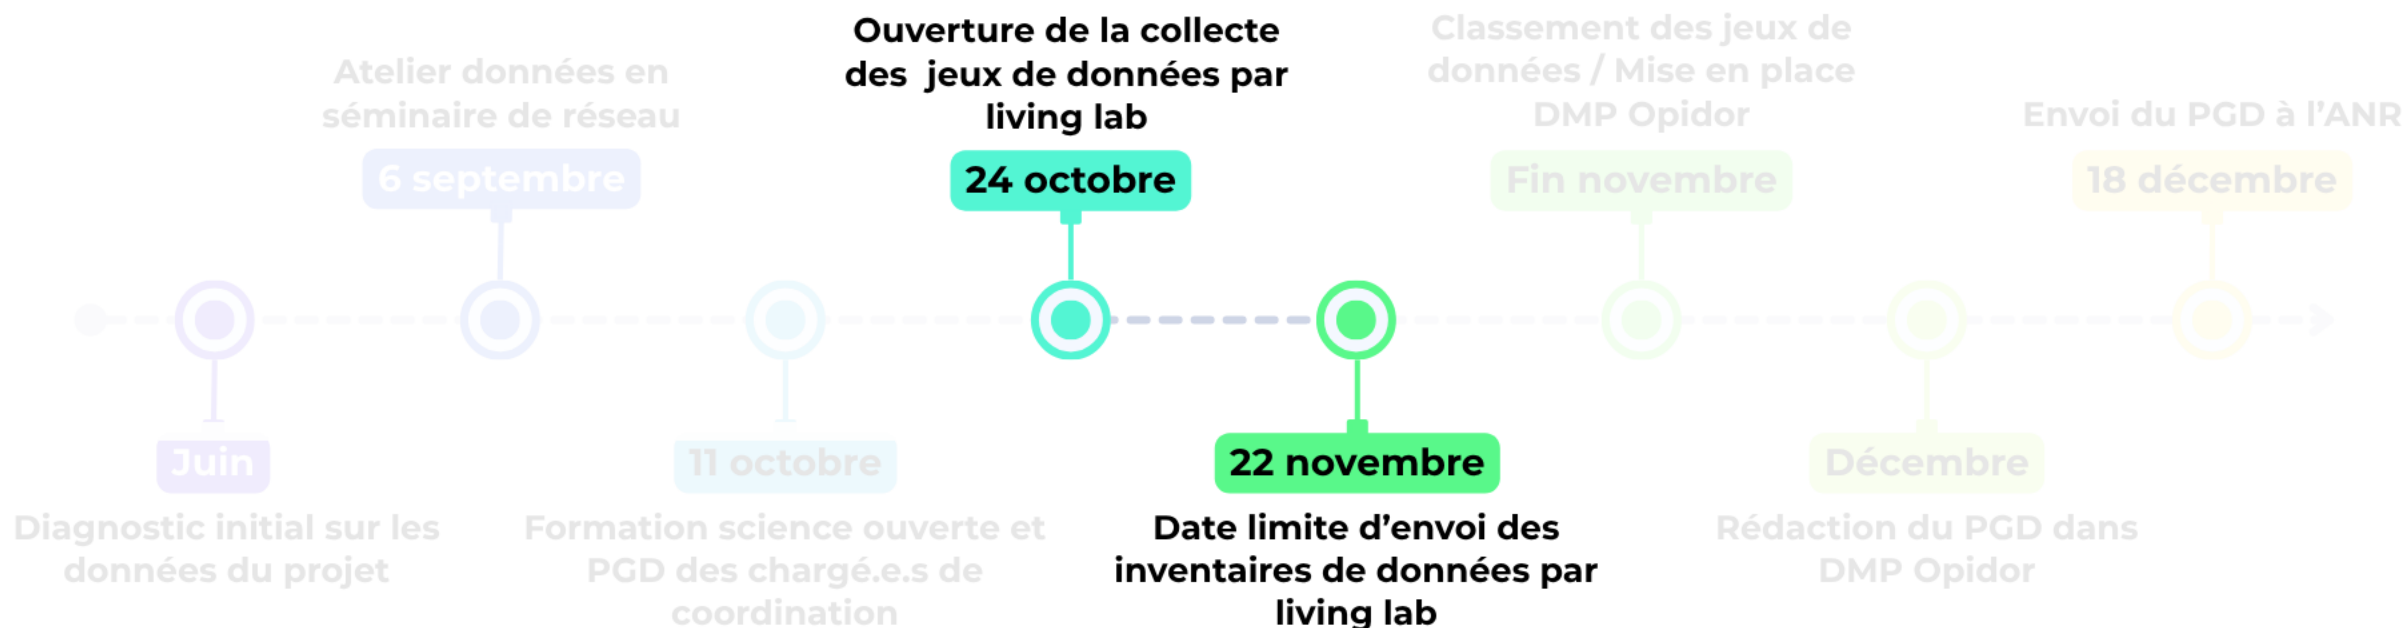 Diagnostic initial sur les
données du projet
Juin
Atelier données en
séminaire de réseau
6 septembre
11 octobre
Formation science ouverte et
PGD des chargé.e.s de
coordination
Ouverture de la collecte
des jeux de données par
living lab
24 octobre
22 novembre
Date limite d’envoi des
inventaires de données par
living lab
Classement des jeux de
données / Mise en place
DMP Opidor
Fin novembre
Décembre
Rédaction du PGD dans
DMP Opidor
Envoi du PGD à l’ANR
18 décembre